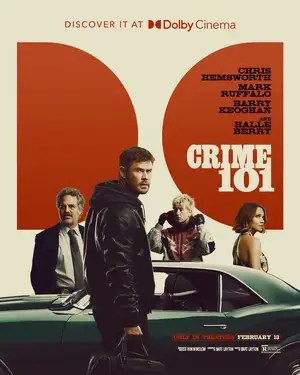 DISCOVER IT AT Dolby Cinema
CHRIS
HEMSWORTH
MARK
RUFFALO
BARRY
KEOGHAN
AND
HALLE
BERRY
CRIME
101
ONLY IN THEATERS FEBRUARY 13
R